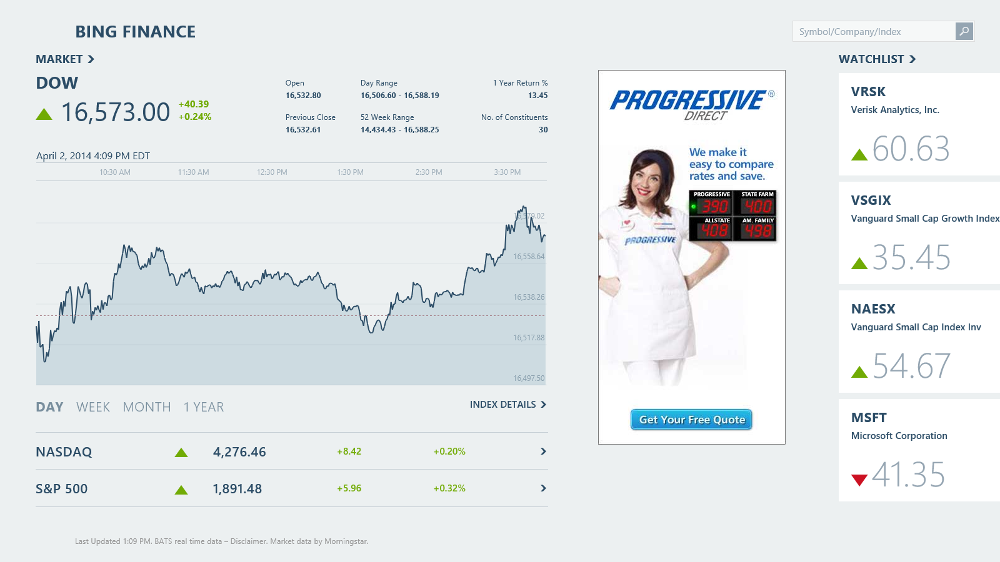 BING FINANCE
Symbol/Company/Index
MARKET
DOW
16,573.00
+40.39
+0.24%
Open
16,532.80
Day Range
16,506.60 - 16,588.19
1 Year Return %
13.45
Previous Close
16,532.61
52 Week Range
14,434.43 - 16,588.25
No. of Constituents
30
April 2, 2014 4:09 PM EDT
10:30 AM 11:30 AM 12:30 PM 1:30 PM 2:30 PM 3:30 PM
16,579.02
16,558.64
16,538.26
16,517.88
16,497.50
DAY WEEK MONTH 1 YEAR
INDEX DETAILS
NASDAQ 4,276.46 +8.42 +0.20%
S&P 500 1,891.48 +5.96 +0.32%
PROGRESSIVE®
DIRECT
We make it
easy to compare
rates and save.
PROGRESSIVE STATE FARM
390 400
ALLSTATE AM. FAMILY
408 498
PROGRESSIVE
Get Your Free Quote
WATCHLIST
VRSK
Verisk Analytics, Inc.
60.63
VSGIX
Vanguard Small Cap Growth Index
35.45
NAESX
Vanguard Small Cap Index Inv
54.67
MSFT
Microsoft Corporation
41.35
Last Updated 1:09 PM. BATS real time data – Disclaimer. Market data by Morningstar.